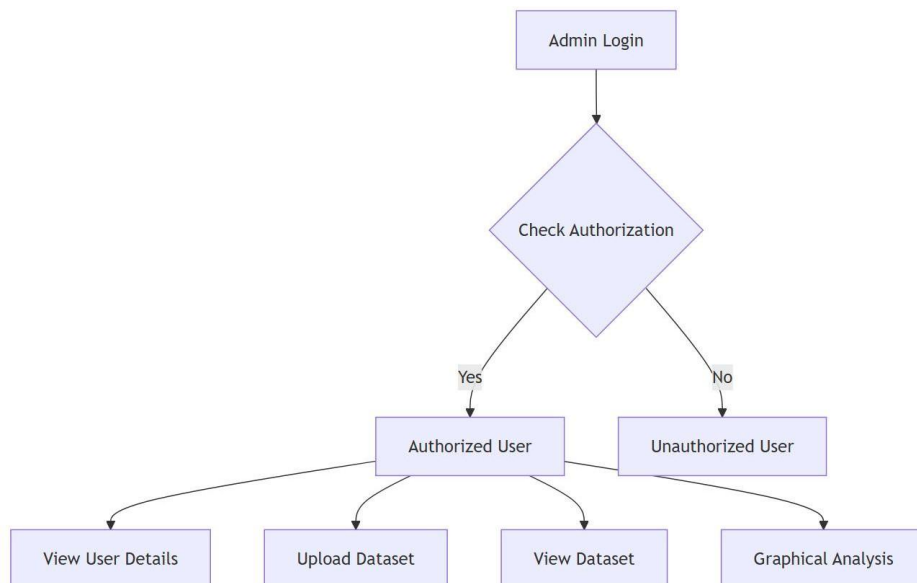 Admin Login
Check Authorization
Yes
No
Authorized User
Unauthorized User
View User Details
Upload Dataset
View Dataset
Graphical Analysis